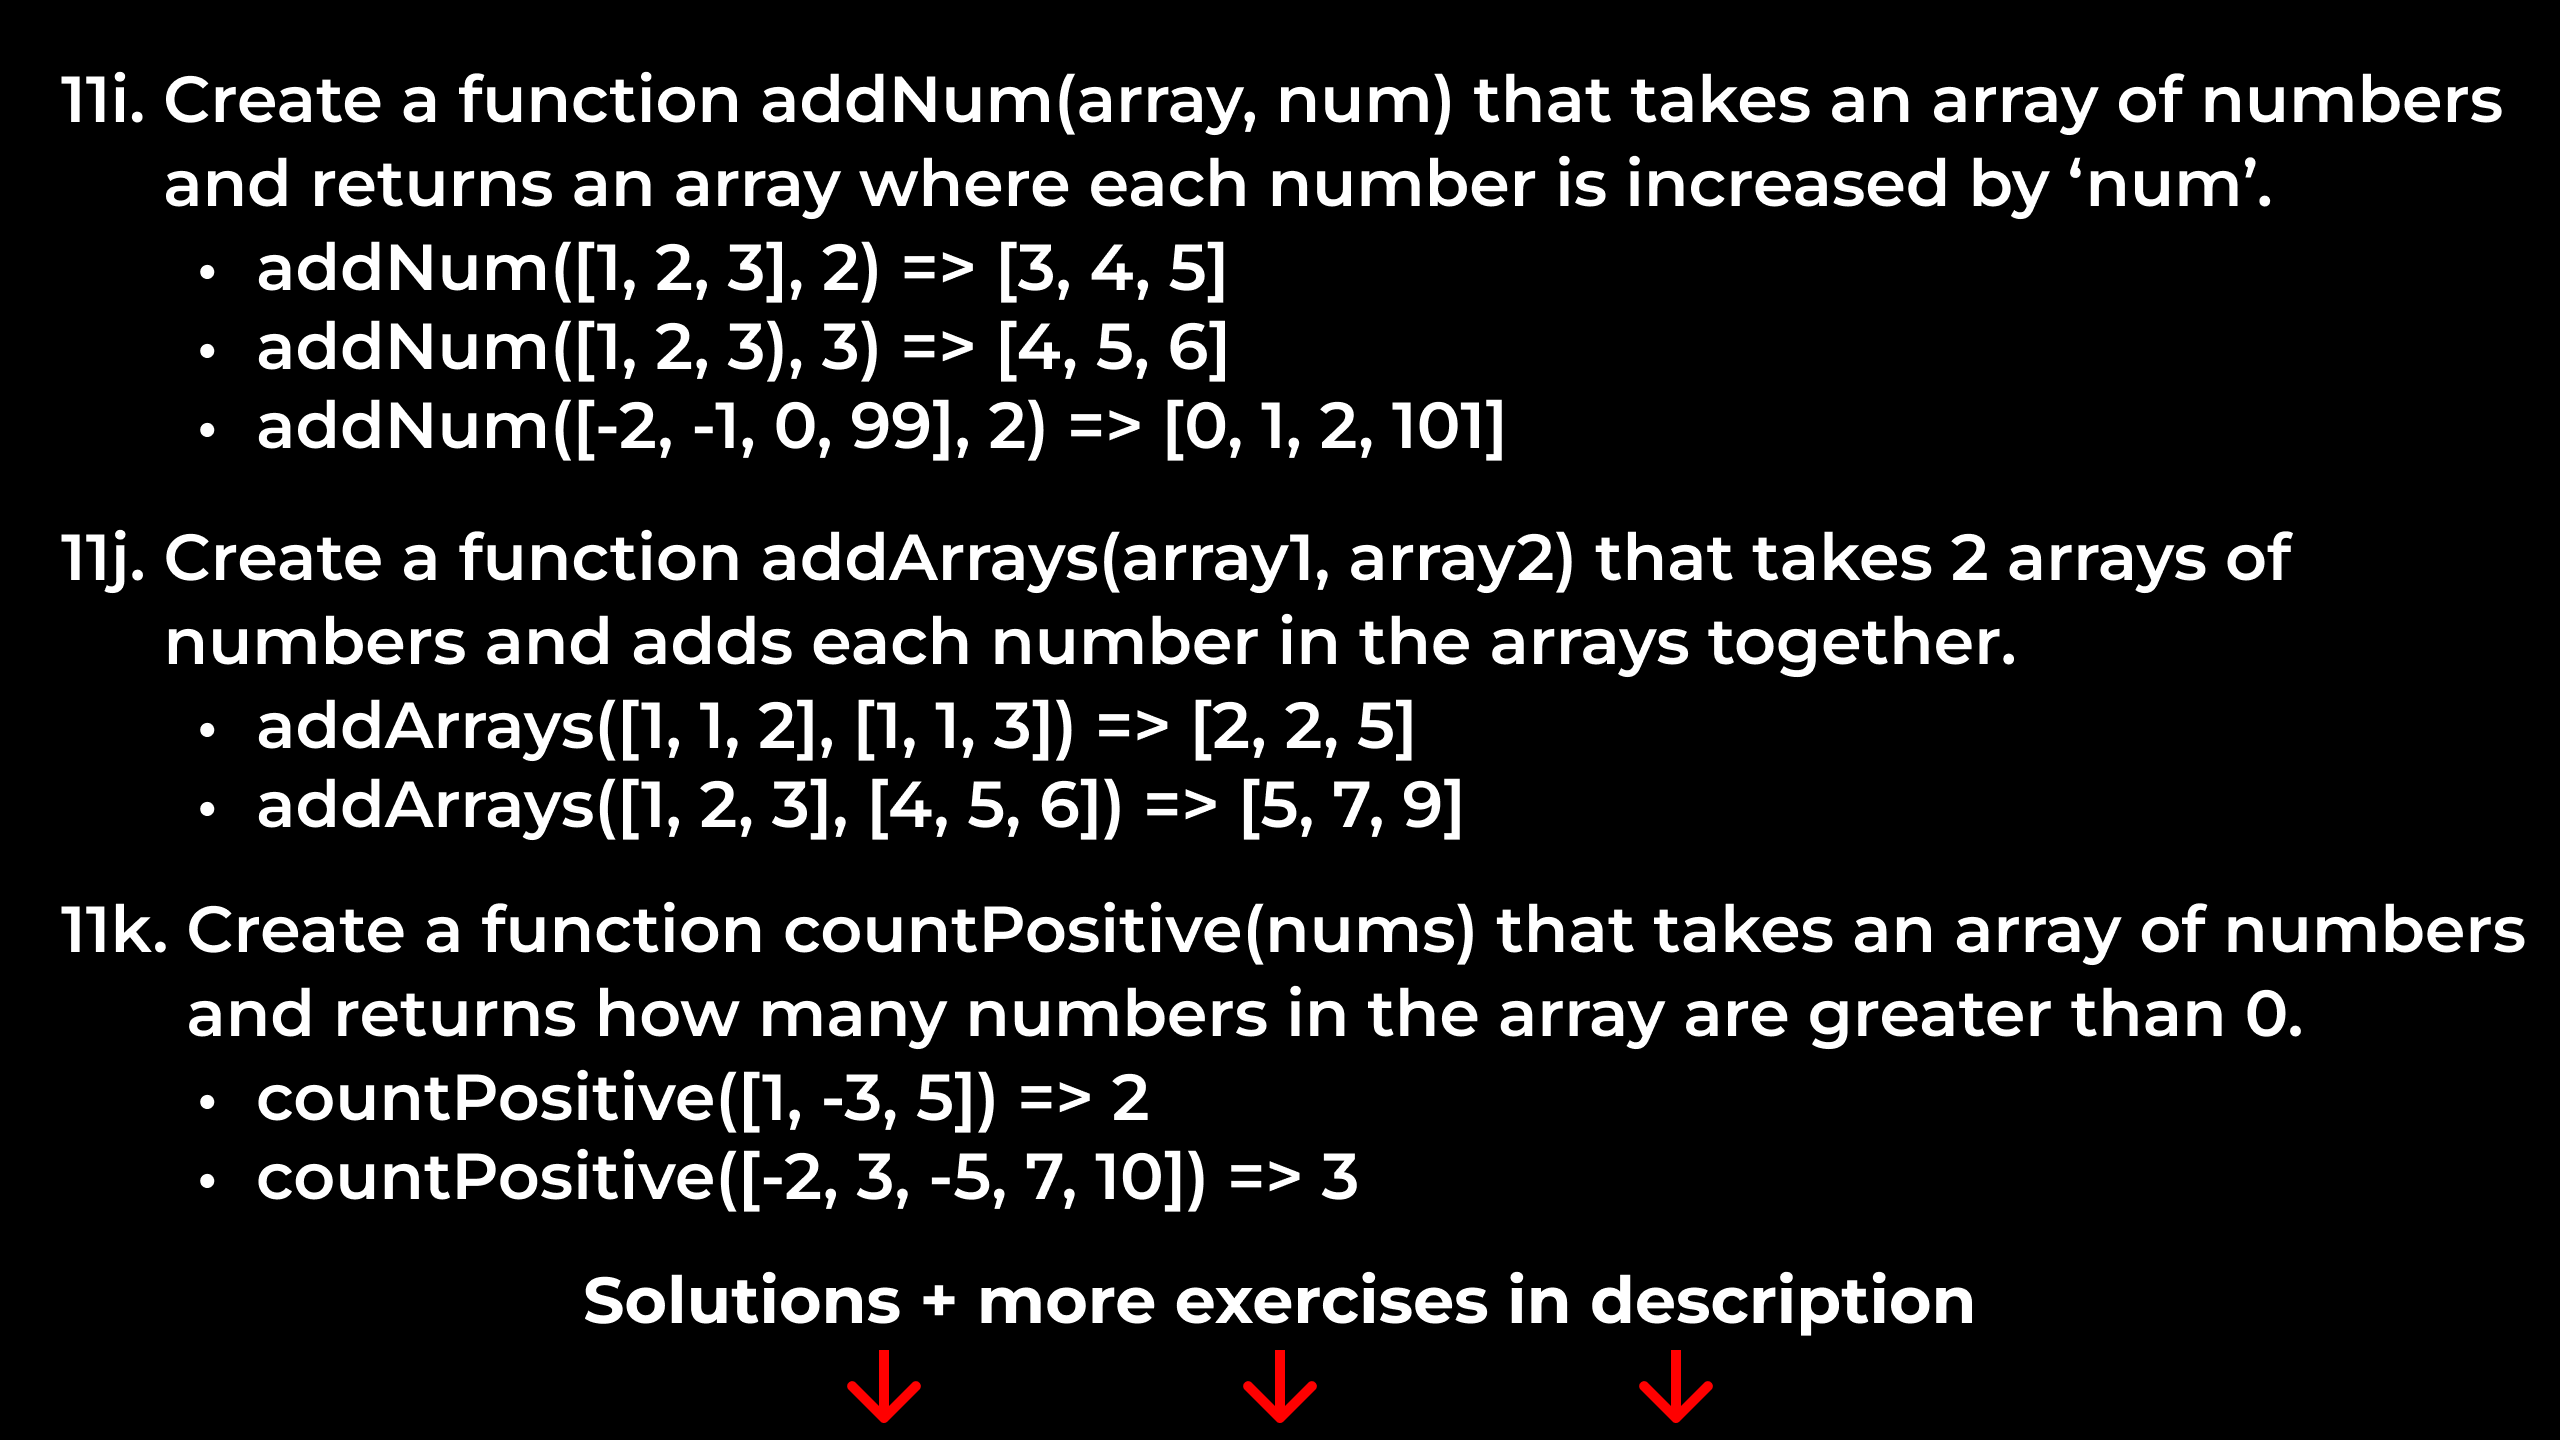 11i. Create a function addNum(array, num) that takes an array of numbers
and returns an array where each number is increased by ‘num’.
• addNum([1, 2, 3], 2) => [3, 4, 5]
• addNum([1, 2, 3), 3) => [4, 5, 6]
• addNum([-2, -1, 0, 99], 2) => [0, 1, 2, 101]
11j. Create a function addArrays(array1, array2) that takes 2 arrays of
numbers and adds each number in the arrays together.
• addArrays([1, 1, 2], [1, 1, 3]) => [2, 2, 5]
• addArrays([1, 2, 3], [4, 5, 6]) => [5, 7, 9]
11k. Create a function countPositive(nums) that takes an array of numbers
and returns how many numbers in the array are greater than 0.
• countPositive([1, -3, 5]) => 2
• countPositive([-2, 3, -5, 7, 10]) => 3
Solutions + more exercises in description